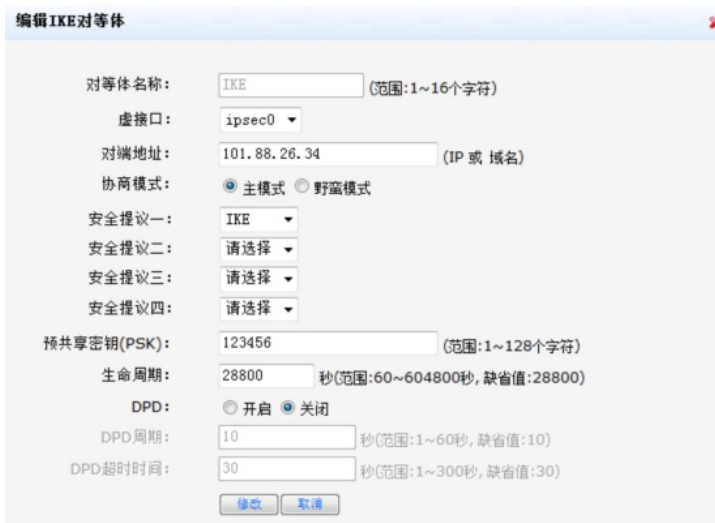 编辑IKE对等体
对等体名称: IKE (范围:1~16个字符)
虚接口: ipsec0
对端地址: 101.88.26.34 (IP 或 域名)
协商模式: 主模式 野蛮模式
安全提议一: IKE
安全提议二: 请选择
安全提议三: 请选择
安全提议四: 请选择
预共享密钥(PSK): 123456 (范围:1~128个字符)
生命周期: 28800 秒(范围:60~604800秒, 缺省值:28800)
DPD: 开启 关闭
DPD周期: 10 秒(范围:1~60秒, 缺省值:10)
DPD超时时间: 30 秒(范围:1~300秒, 缺省值:30)
修改 取消